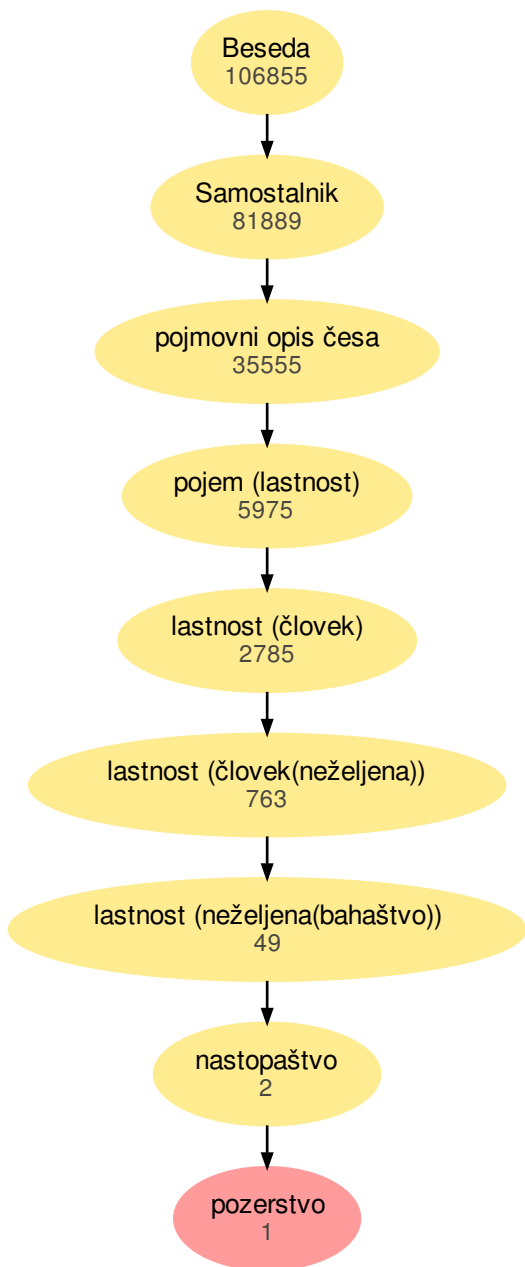 Beseda
106855
Samostalnik
81889
pojmovni opis česa
35555
pojem (lastnost)
5975
lastnost (človek)
2785
lastnost (človek(neželjena))
763
lastnost (neželjena(bahaštvo))
49
nastopaštvo
2
pozerstvo
1